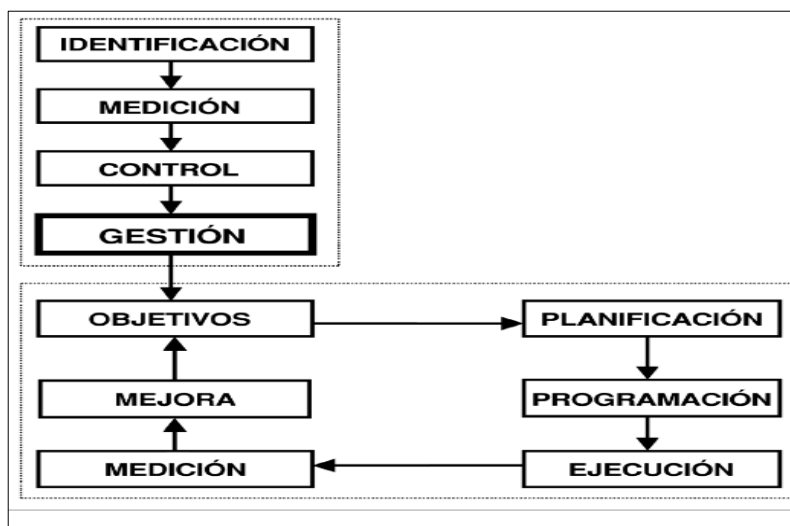 IDENTIFICACIÓN
MEDICIÓN
CONTROL
GESTIÓN
OBJETIVOS
PLANIFICACIÓN
MEJORA
PROGRAMACIÓN
MEDICIÓN
EJECUCIÓN